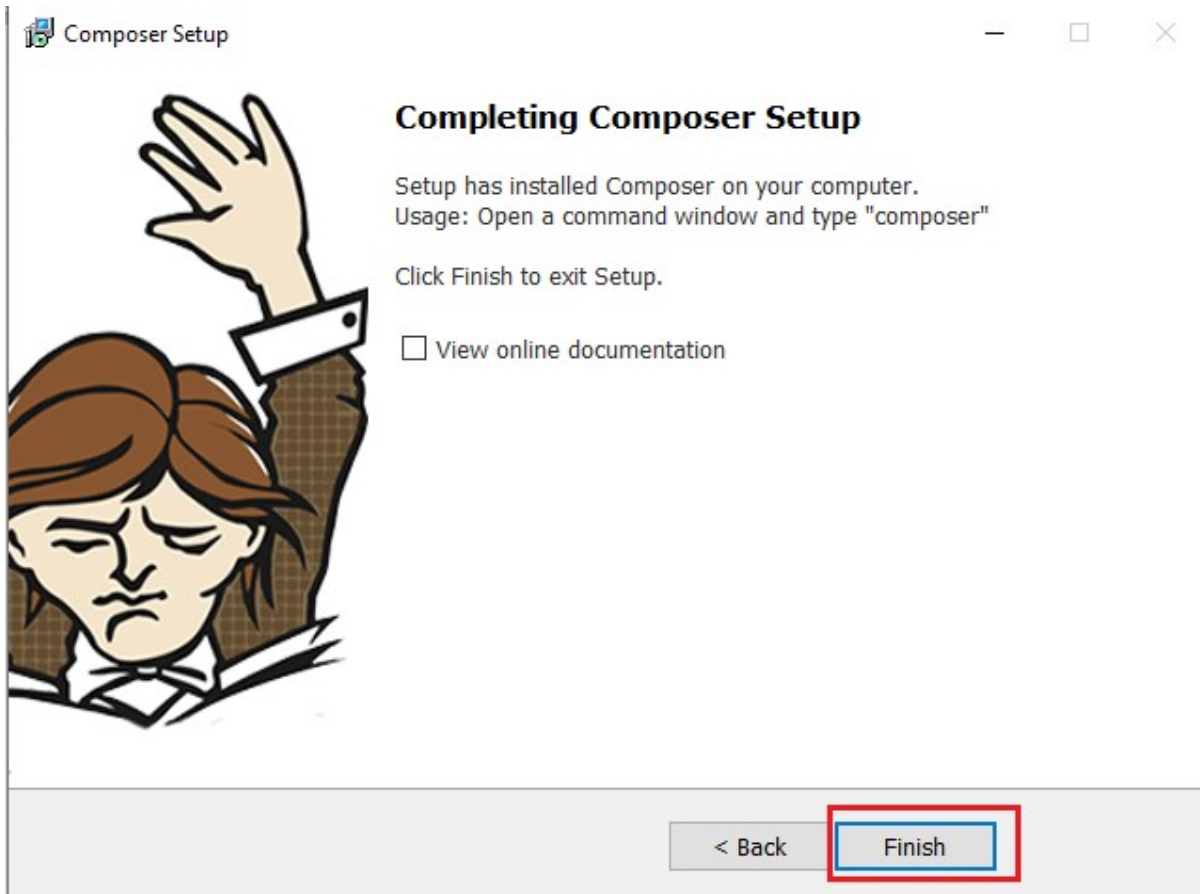 Composer Setup
Completing Composer Setup
Setup has installed Composer on your computer.
Usage: Open a command window and type "composer"
Click Finish to exit Setup.
View online documentation
< Back
Finish